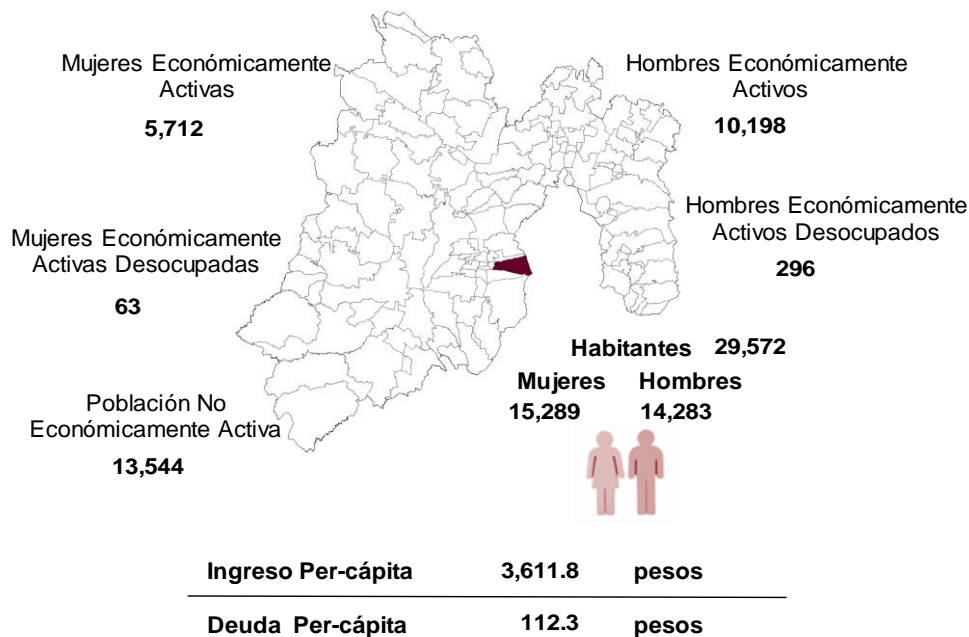 Mujeres Económicamente
Activas
5,712
Hombres Económicamente
Activos
10,198
Mujeres Económicamente
Activas Desocupadas
63
Hombres Económicamente
Activos Desocupados
296
Habitantes 29,572
Mujeres Hombres
15,289 14,283
Población No
Económicamente Activa
13,544
Ingreso Per-cápita 3,611.8 pesos
Deuda Per-cápita 112.3 pesos